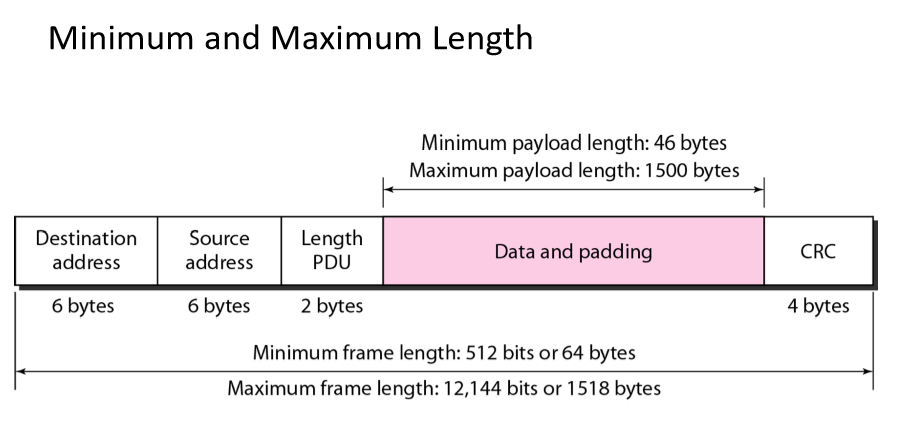 Minimum and Maximum Length
Minimum payload length: 46 bytes
Maximum payload length: 1500 bytes
Destination
address
Source
address
Length
PDU
Data and padding
CRC
6 bytes
6 bytes
2 bytes
4 bytes
Minimum frame length: 512 bits or 64 bytes
Maximum frame length: 12,144 bits or 1518 bytes